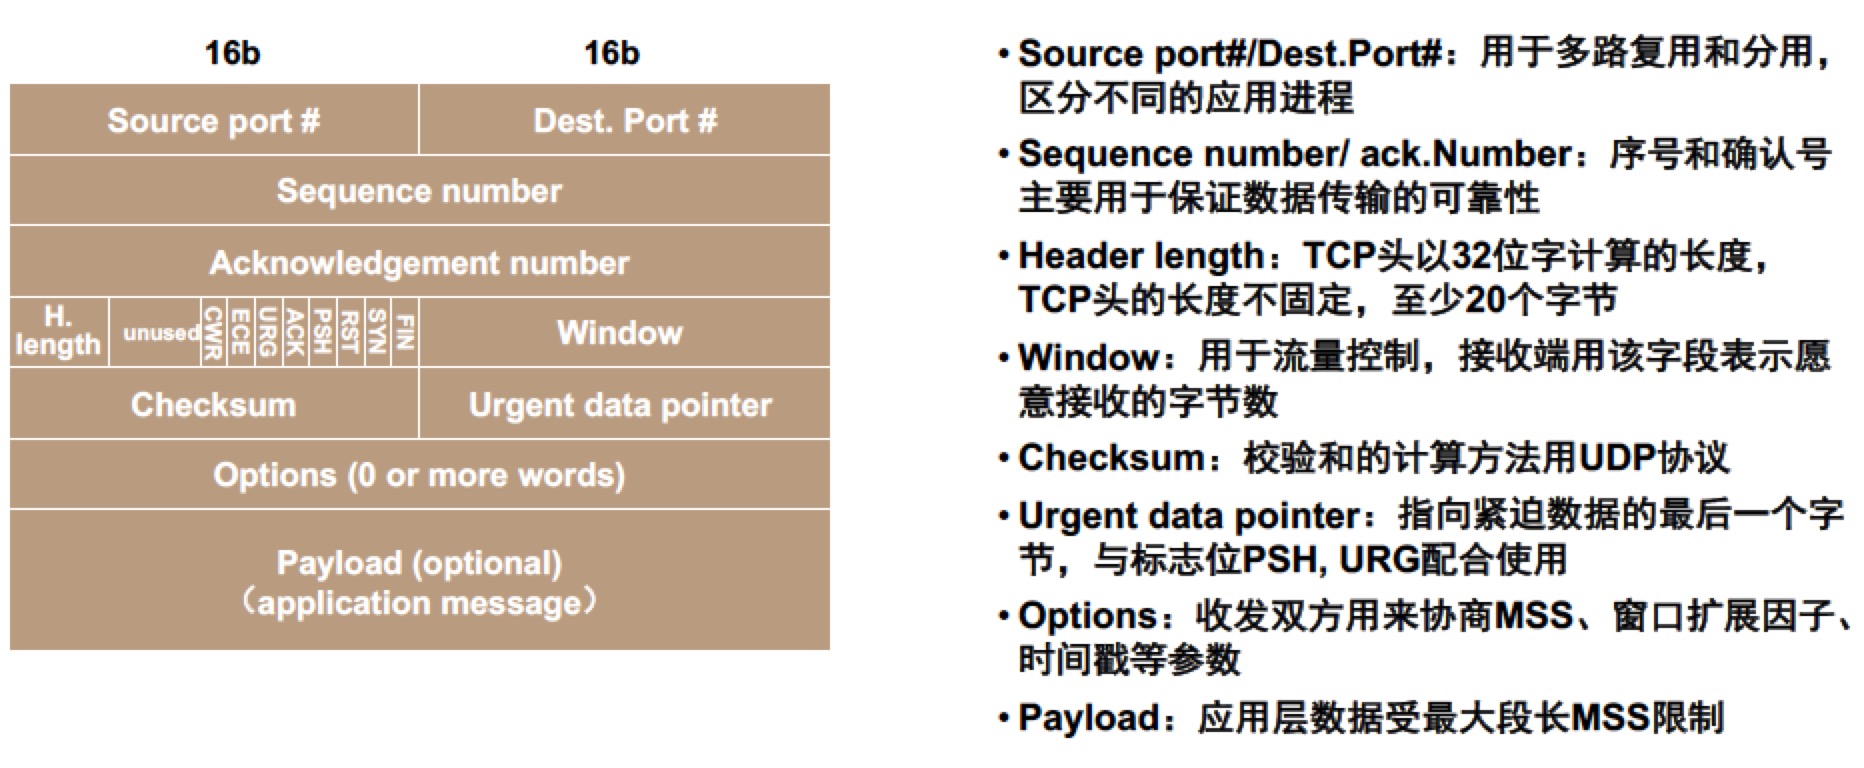 16b 16b
Source port # Dest. Port #
Sequence number
Acknowledgement number
H. length unused CWR ECE URG ACK PSH RST SYN FIN Window
Checksum Urgent data pointer
Options (0 or more words)
Payload (optional)
（application message）
• Source port#/Dest.Port#：用于多路复用和分用，
区分不同的应用进程
• Sequence number/ ack.Number：序号和确认号
主要用于保证数据传输的可靠性
• Header length：TCP头以32位字计算的长度，
TCP头的长度不固定，至少20个字节
• Window：用于流量控制，接收端用该字段表示愿
意接收的字节数
• Checksum：校验和的计算方法用UDP协议
• Urgent data pointer：指向紧迫数据的最后一个字
节，与标志位PSH, URG配合使用
• Options：收发双方用来协商MSS、窗口扩展因子、
时间戳等参数
• Payload：应用层数据受最大段长MSS限制